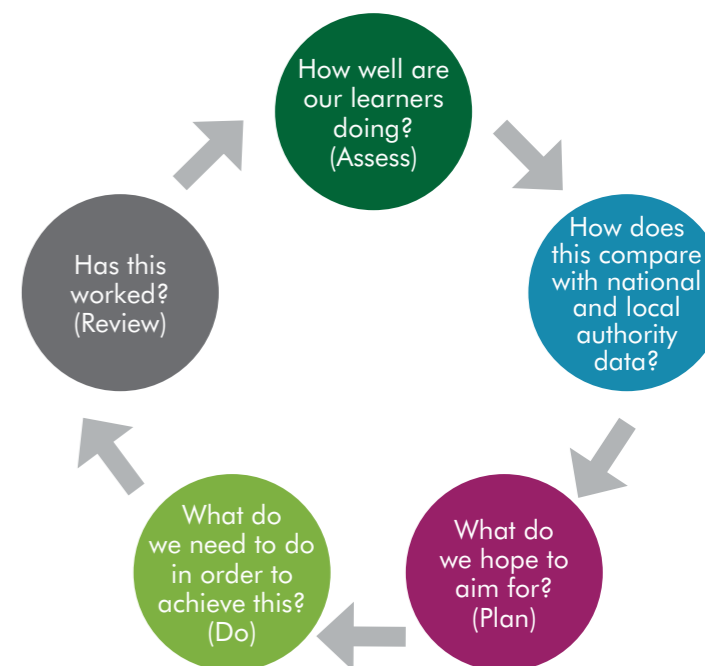 How well are
our learners
doing?
(Assess)
How does
this compare
with national
and local
authority
data?
What do
we hope to
aim for?
(Plan)
What do
we need to do
in order to
achieve this?
(Do)
Has this
worked?
(Review)